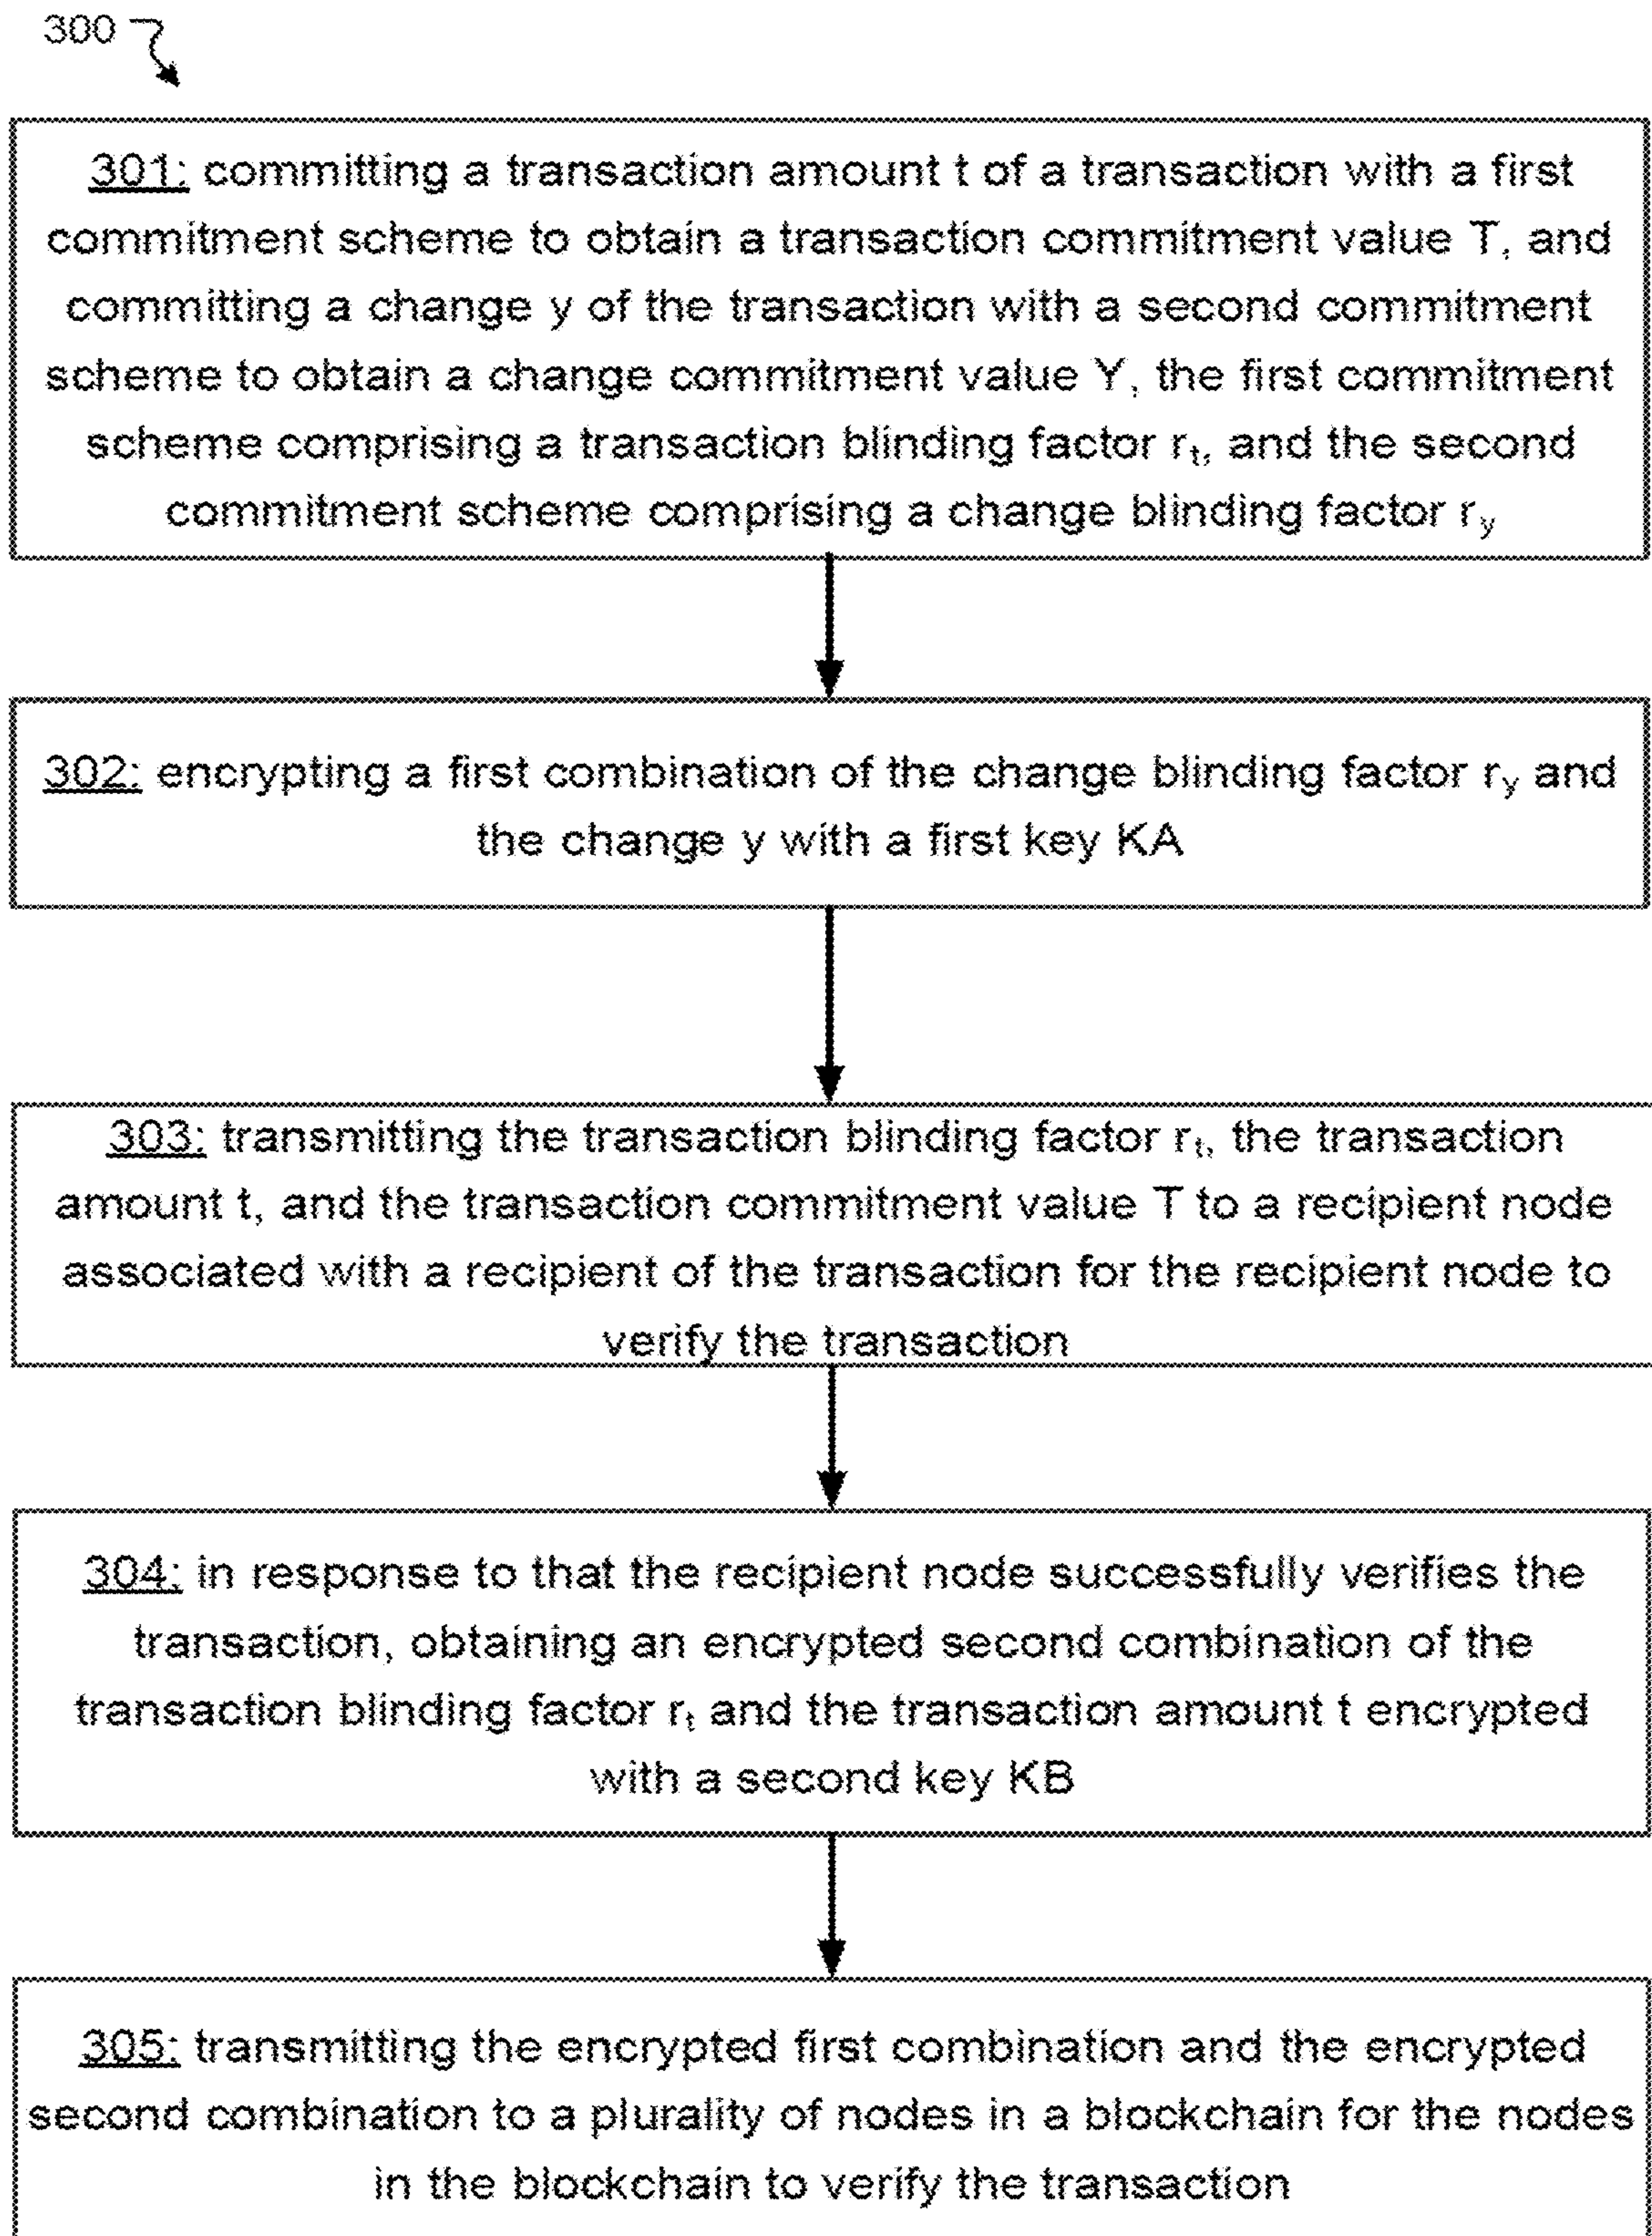 300
301: committing a transaction amount t of a transaction with a first
commitment scheme to obtain a transaction commitment value T, and
committing a change y of the transaction with a second commitment
scheme to obtain a change commitment value Y, the first commitment
scheme comprising a transaction blinding factor rₜ, and the second
commitment scheme comprising a change blinding factor r_y
302: encrypting a first combination of the change blinding factor r_y and
the change y with a first key KA
303: transmitting the transaction blinding factor rₜ, the transaction
amount t, and the transaction commitment value T to a recipient node
associated with a recipient of the transaction for the recipient node to
verify the transaction
304: in response to that the recipient node successfully verifies the
transaction, obtaining an encrypted second combination of the
transaction blinding factor rₜ and the transaction amount t encrypted
with a second key KB
305: transmitting the encrypted first combination and the encrypted
second combination to a plurality of nodes in a blockchain for the nodes
in the blockchain to verify the transaction